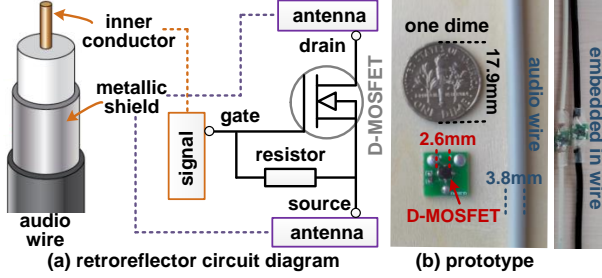 inner
conductor
metallic
shield
audio
wire
antenna
drain
D-MOSFET
gate
signal
resistor
source
antenna
(a) retroreflector circuit diagram
one dime
17.9mm
2.6mm
audio wire
3.8mm
D-MOSFET
embedded in wire
(b) prototype